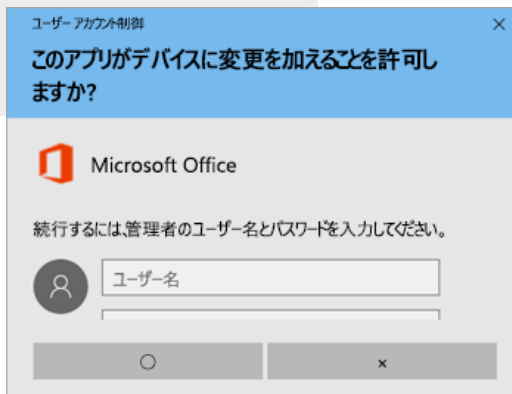 ユーザー アカウント制御
×
このアプリがデバイスに変更を加えることを許可し
ますか?
Microsoft Office
続行するには、管理者のユーザー名とパスワードを入力してください。
ユーザー名
○
×